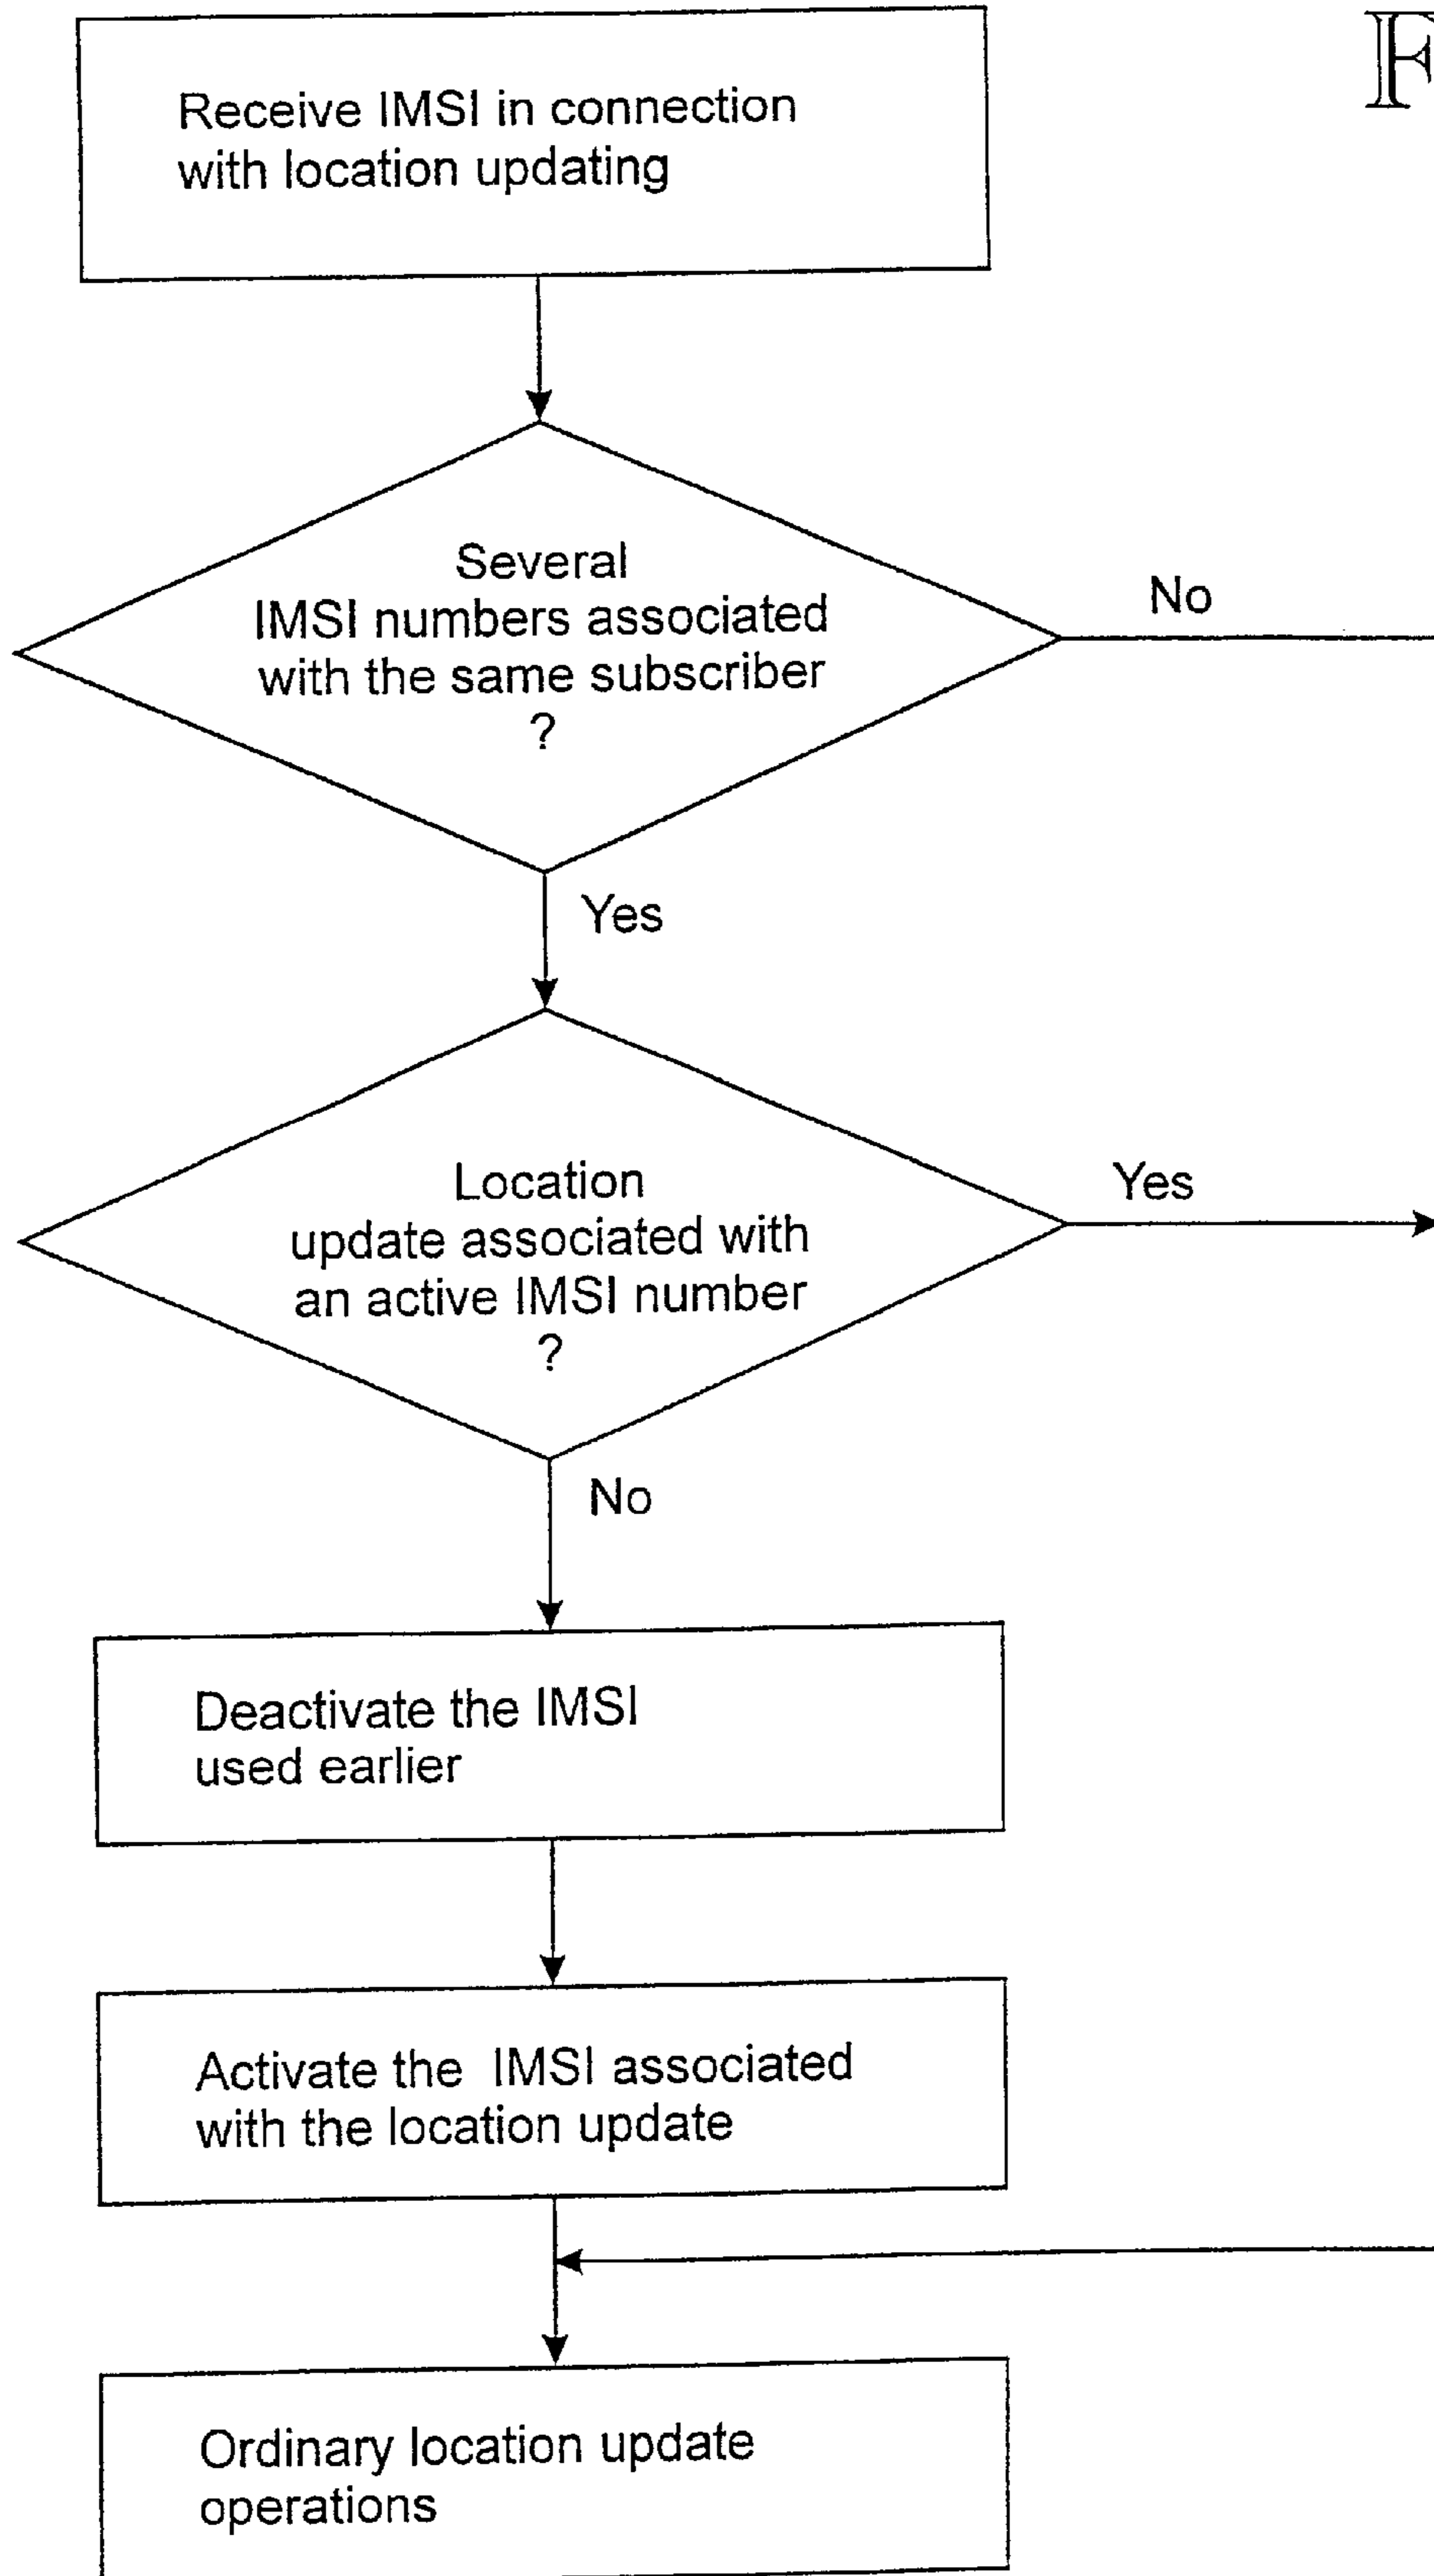 F
Receive IMSI in connection
with location updating
Several
IMSI numbers associated
with the same subscriber
?
No
Yes
Location
update associated with
an active IMSI number
?
Yes
No
Deactivate the IMSI
used earlier
Activate the IMSI associated
with the location update
Ordinary location update
operations